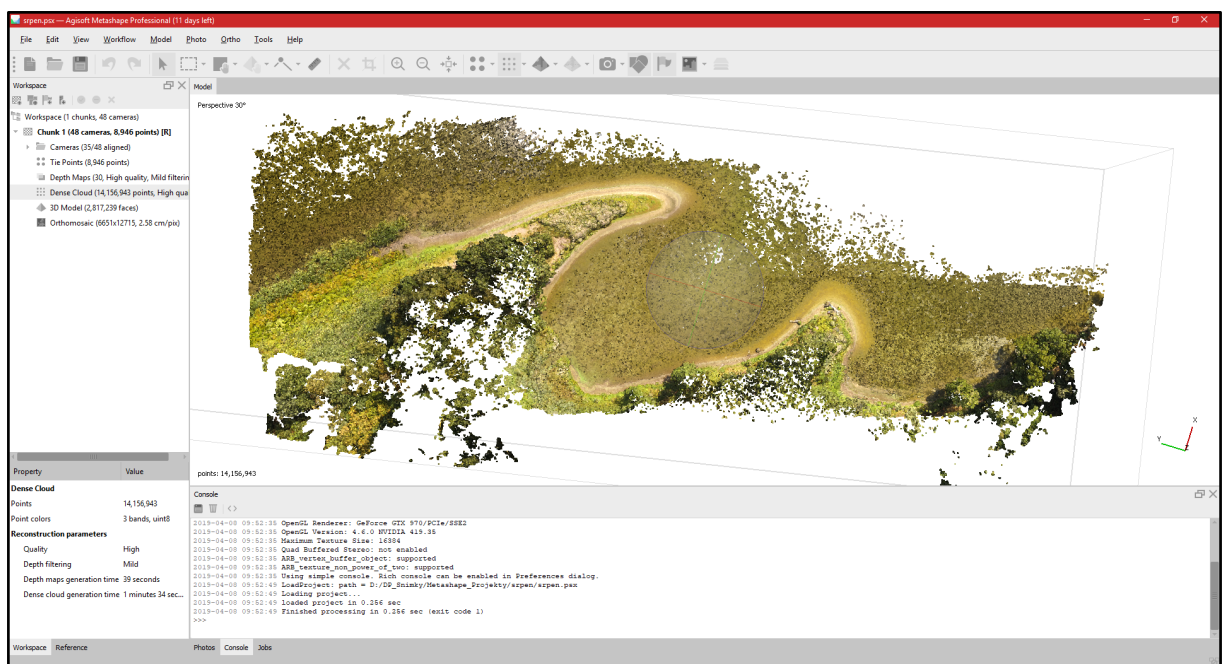 srpen.psx — Agisoft Metashape Professional (11 days left)
File Edit View Workflow Model Photo Ortho Tools Help
Workspace
Model
Perspective 30°
Workspace (1 chunks, 48 cameras)
Chunk 1 (48 cameras, 8,946 points) [R]
Cameras (35/48 aligned)
Tie Points (8,946 points)
Depth Maps (30, High quality, Mild filterin
Dense Cloud (14,156,943 points, High qua
3D Model (2,817,239 faces)
Orthomosaic (6651x12715, 2.58 cm/pix)
X
Y
Z
points: 14,156,943
Property Value
Dense Cloud
Points 14,156,943
Point colors 3 bands, uint8
Reconstruction parameters
Quality High
Depth filtering Mild
Depth maps generation time 39 seconds
Dense cloud generation time 1 minutes 34 sec...
Console
2019-04-08 09:52:35 OpenGL Renderer: GeForce GTX 970/PCIe/SSE2
2019-04-08 09:52:35 OpenGL Version: 4.6.0 NVIDIA 419.35
2019-04-08 09:52:35 Maximum Texture Size: 16384
2019-04-08 09:52:35 Quad Buffered Stereo: not enabled
2019-04-08 09:52:35 ARB_vertex_buffer_object: supported
2019-04-08 09:52:35 ARB_texture_non_power_of_two: supported
2019-04-08 09:52:35 Using simple console. Rich console can be enabled in Preferences dialog.
2019-04-08 09:52:49 LoadProject: path = D:/DP_Snimky/Metashape_Projekty/srpen/srpen.psx
2019-04-08 09:52:49 Loading project...
2019-04-08 09:52:49 loaded project in 0.256 sec
2019-04-08 09:52:49 Finished processing in 0.256 sec (exit code 1)
>>>
Workspace Reference
Photos Console Jobs